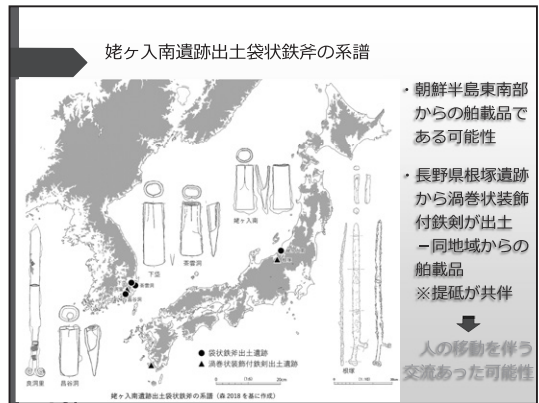 姥ヶ入南遺跡出土袋状鉄斧の系譜
・朝鮮半島東南部
からの舶載品で
ある可能性
・長野県根塚遺跡
から渦巻状装飾
付鉄剣が出土
－同地域からの
舶載品
※提砥が共伴
人の移動を伴う
交流あった可能性
姥ヶ入南
下垈
茶雲洞
良洞東
昌谷洞
根塚
● 袋状鉄斧出土遺跡
▲ 渦巻状装飾付鉄剣出土遺跡
姥ヶ入南遺跡出土袋状鉄斧の系譜（森 2018 を基に作成）